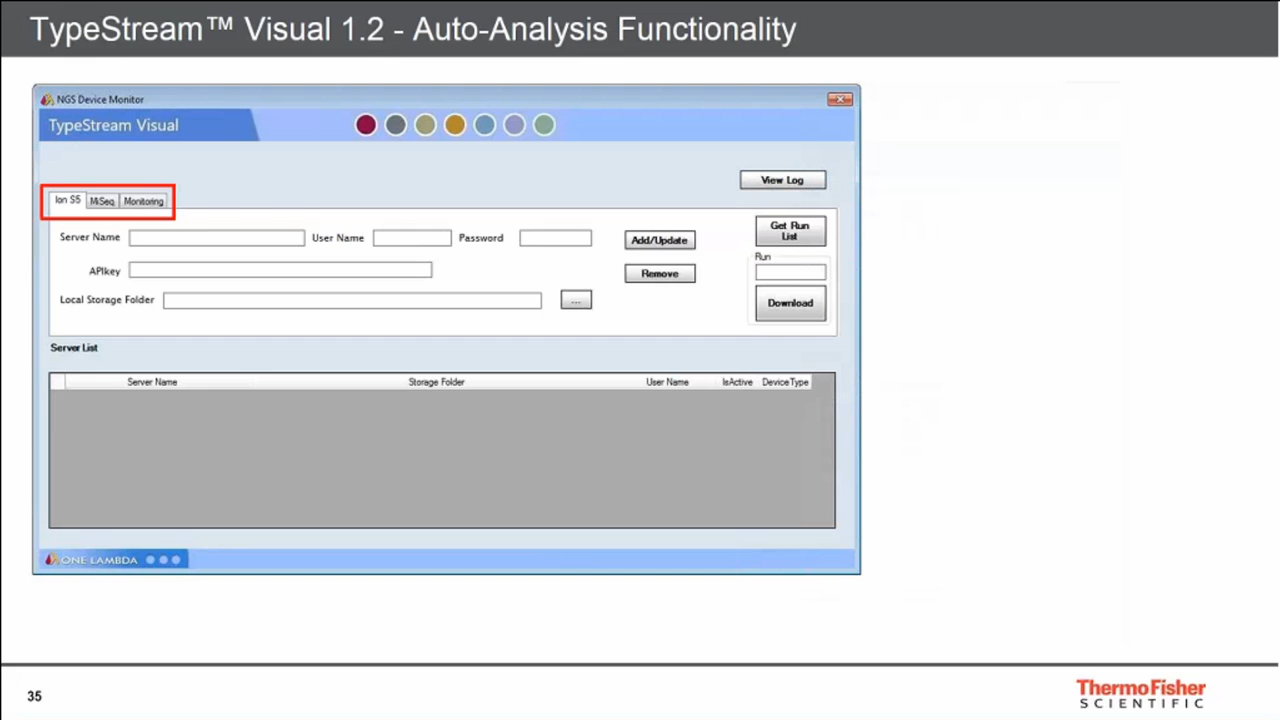 TypeStream™ Visual 1.2 - Auto-Analysis Functionality
NGS Device Monitor
TypeStream Visual
View Log
Ion S5 MiSeq Monitoring
Server Name User Name Password Add/Update Get Run
List
Run
APIkey Remove
Local Storage Folder ... Download
Server List
Server Name Storage Folder User Name IsActive DeviceType
ONE LAMBDA
35
ThermoFisher
SCIENTIFIC